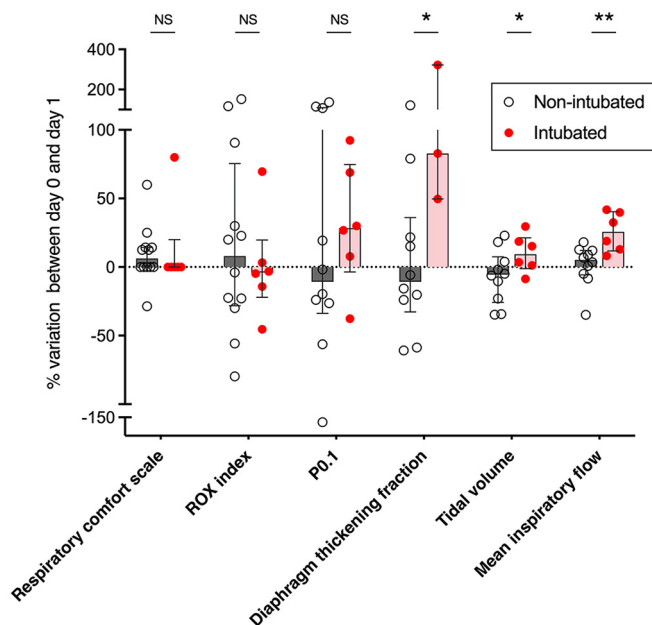 NS NS NS * * **
400
200
100
50
0
-50
-150
% variation between day 0 and day 1
Non-intubated
Intubated
Respiratory comfort scale
ROX index
P0.1
Diaphragm thickening fraction
Tidal volume
Mean inspiratory flow